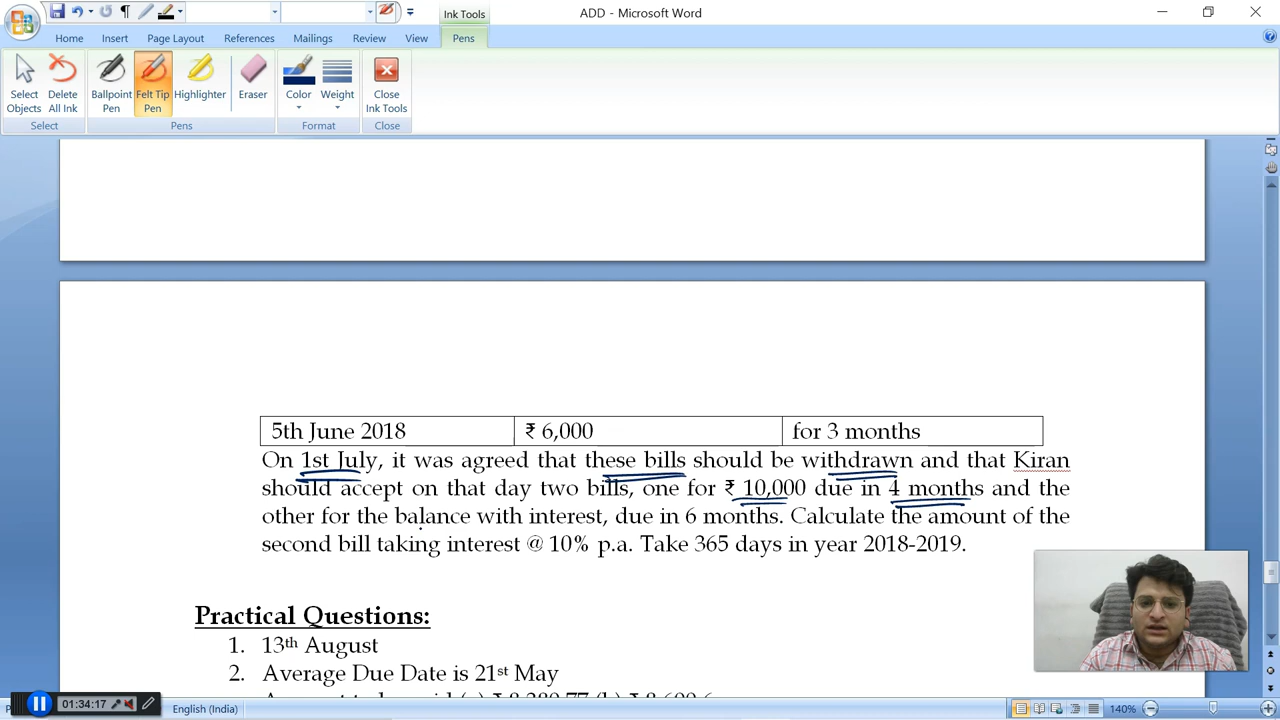 ADD - Microsoft Word
Ink Tools
Home Insert Page Layout References Mailings Review View Pens
Select Objects
Delete All Ink
Ballpoint Pen
Felt Tip Pen
Highlighter
Eraser
Color
Weight
Close Ink Tools
Select Pens Format Close
5th June 2018 ₹ 6,000 for 3 months
On 1st July, it was agreed that these bills should be withdrawn and that Kiran
should accept on that day two bills, one for ₹ 10,000 due in 4 months and the
other for the balance with interest, due in 6 months. Calculate the amount of the
second bill taking interest @ 10% p.a. Take 365 days in year 2018-2019.
Practical Questions:
1. 13th August
2. Average Due Date is 21st May
01:34:17
English (India)
140%